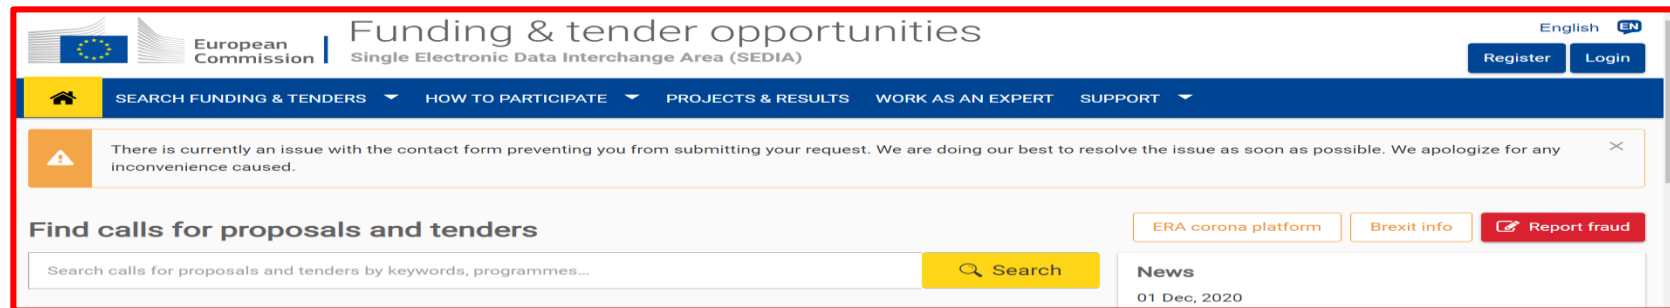 Funding & tender opportunities
European
Commission
Single Electronic Data Interchange Area (SEDIA)
English EN
Register Login
SEARCH FUNDING & TENDERS HOW TO PARTICIPATE PROJECTS & RESULTS WORK AS AN EXPERT SUPPORT
There is currently an issue with the contact form preventing you from submitting your request. We are doing our best to resolve the issue as soon as possible. We apologize for any
inconvenience caused.
Find calls for proposals and tenders
ERA corona platform Brexit info Report fraud
Search calls for proposals and tenders by keywords, programmes... Search
News
01 Dec, 2020